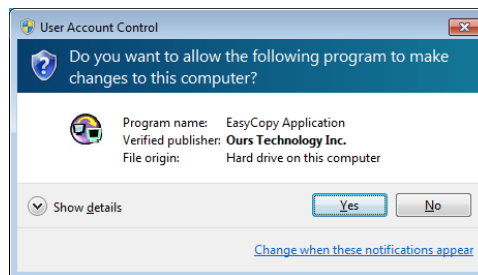 User Account Control
Do you want to allow the following program to make
changes to this computer?
Program name: EasyCopy Application
Verified publisher: Ours Technology Inc.
File origin: Hard drive on this computer
Show details
Yes
No
Change when these notifications appear